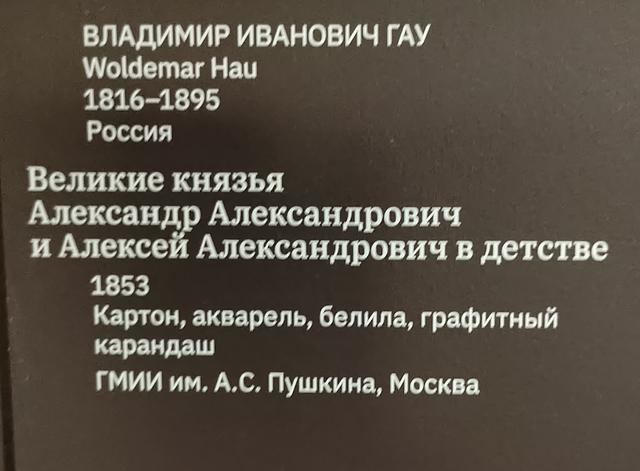 ВЛАДИМИР ИВАНОВИЧ ГАУ
Woldemar Hau
1816–1895
Россия
Великие князья
Александр Александрович
и Алексей Александрович в детстве
1853
Картон, акварель, белила, графитный
карандаш
ГМИИ им. А.С. Пушкина, Москва